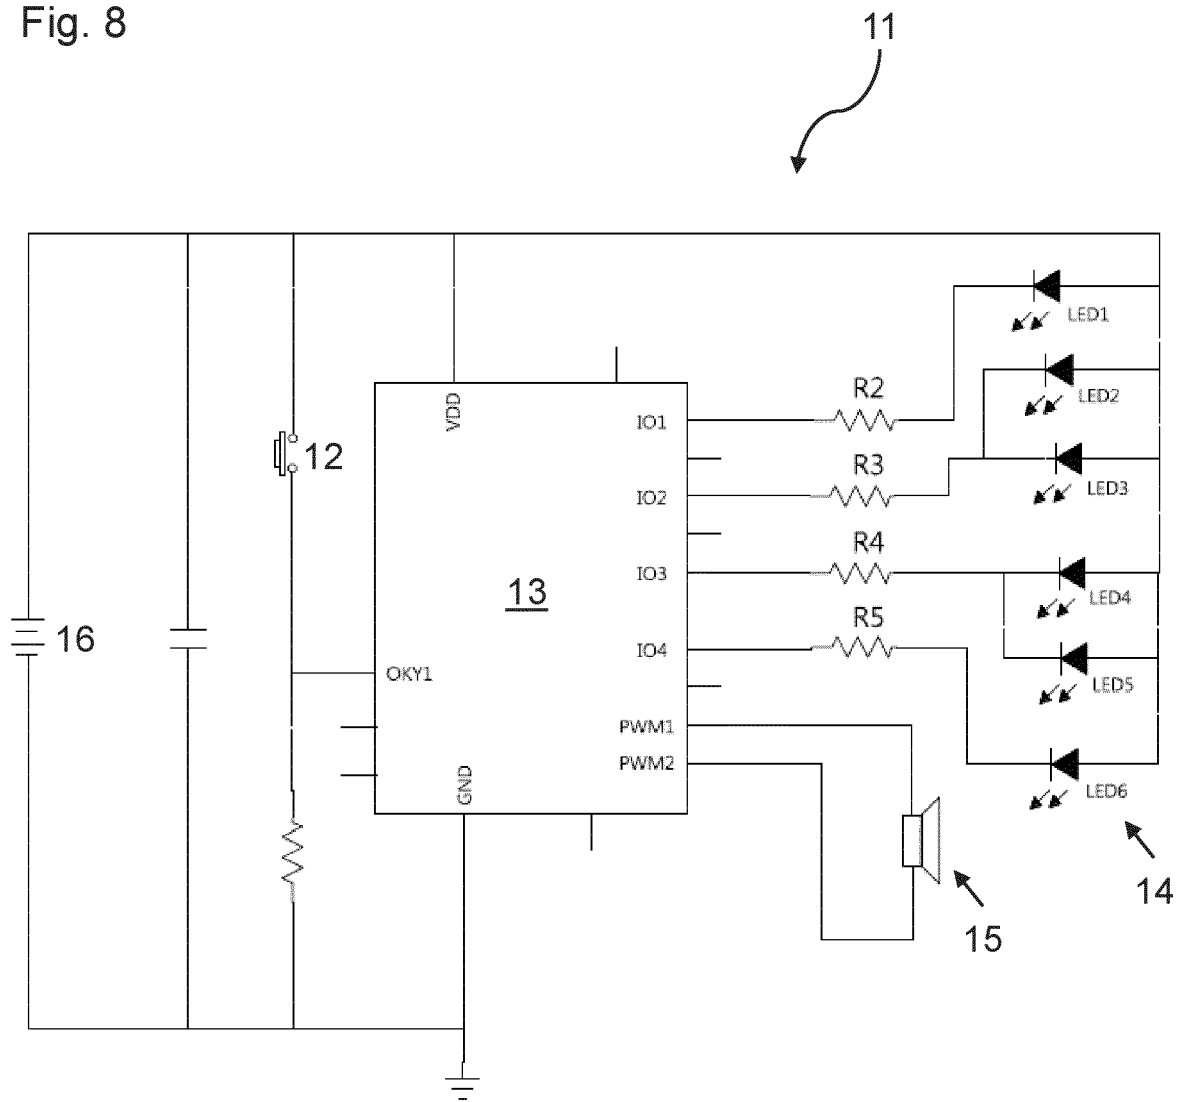 Fig. 8
11
LED1
LED2
R2
VDD
IO1
12
R3
LED3
IO2
R4
IO3
13
LED4
R5
16
IO4
OKY1
LED5
PWM1
PWM2
GND
LED6
14
15